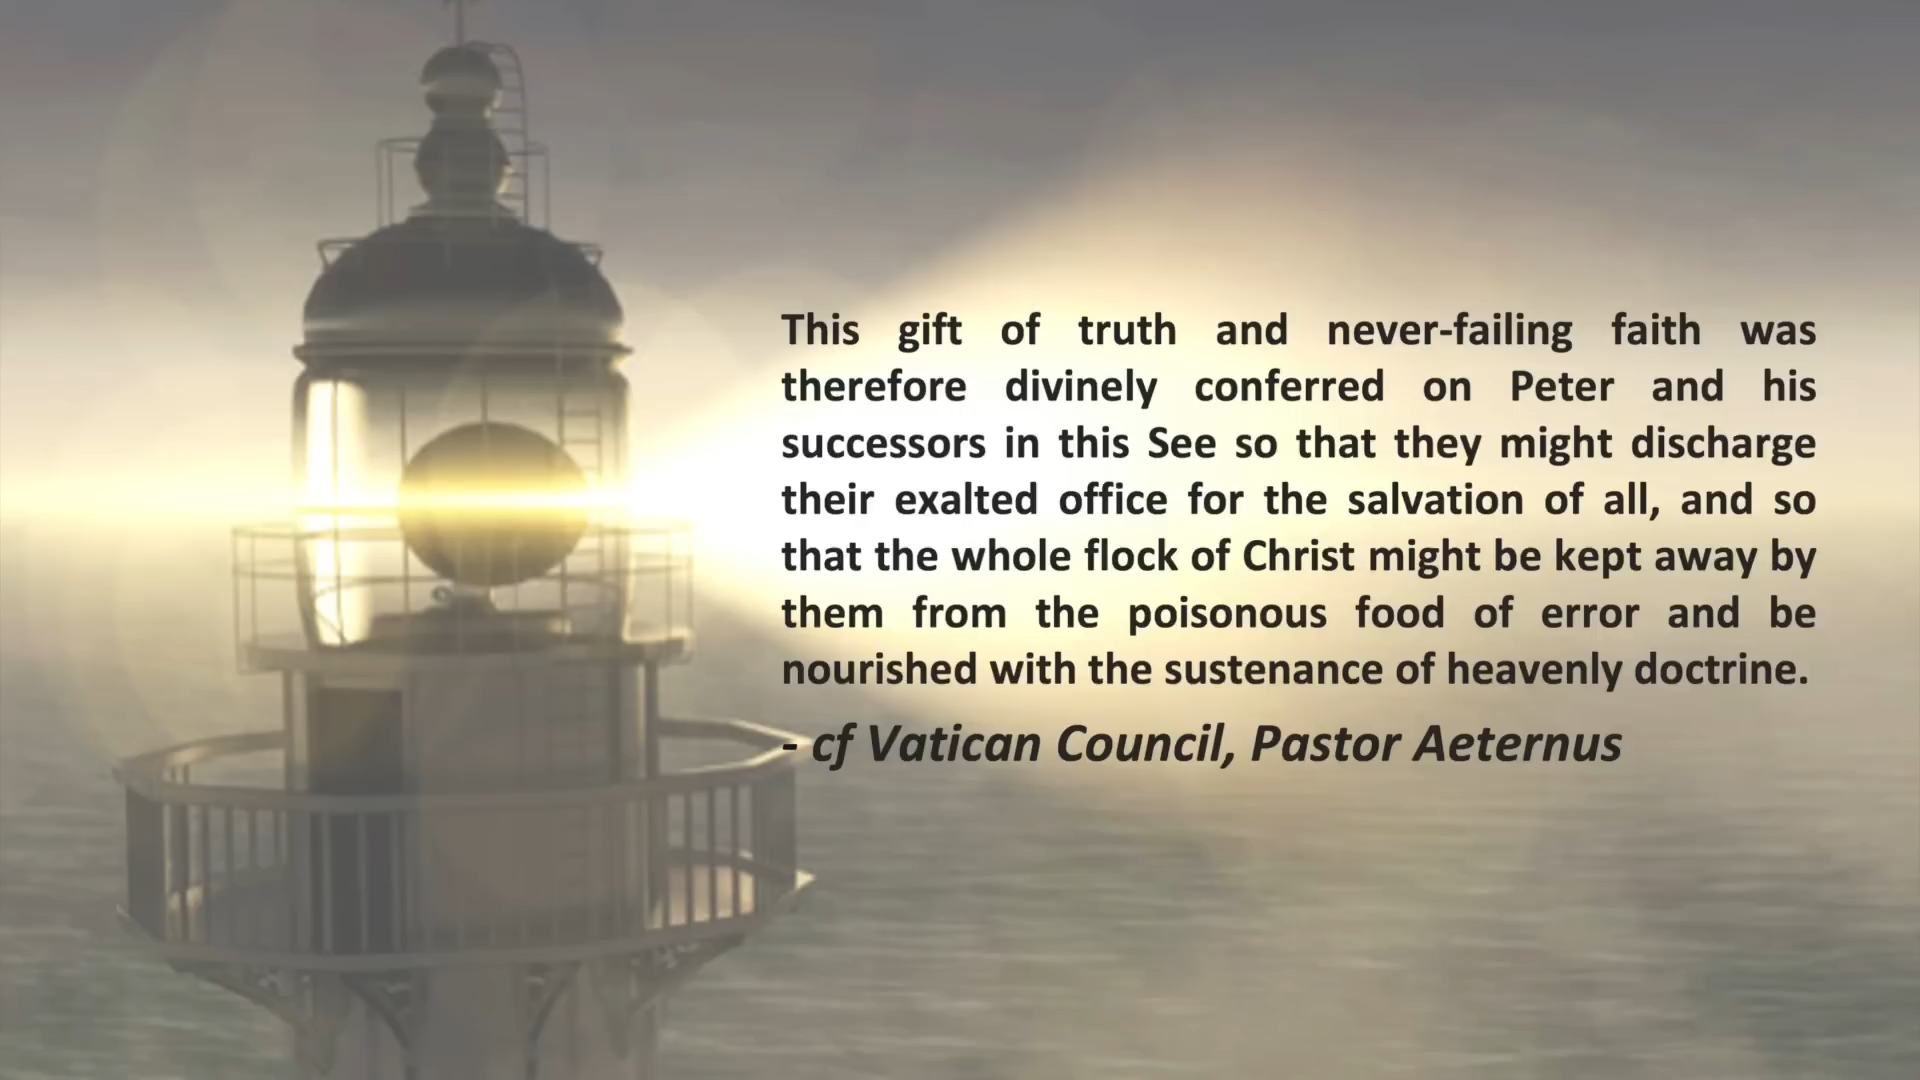 This gift of truth and never-failing faith was
therefore divinely conferred on Peter and his
successors in this See so that they might discharge
their exalted office for the salvation of all, and so
that the whole flock of Christ might be kept away by
them from the poisonous food of error and be
nourished with the sustenance of heavenly doctrine.
- cf Vatican Council, Pastor Aeternus